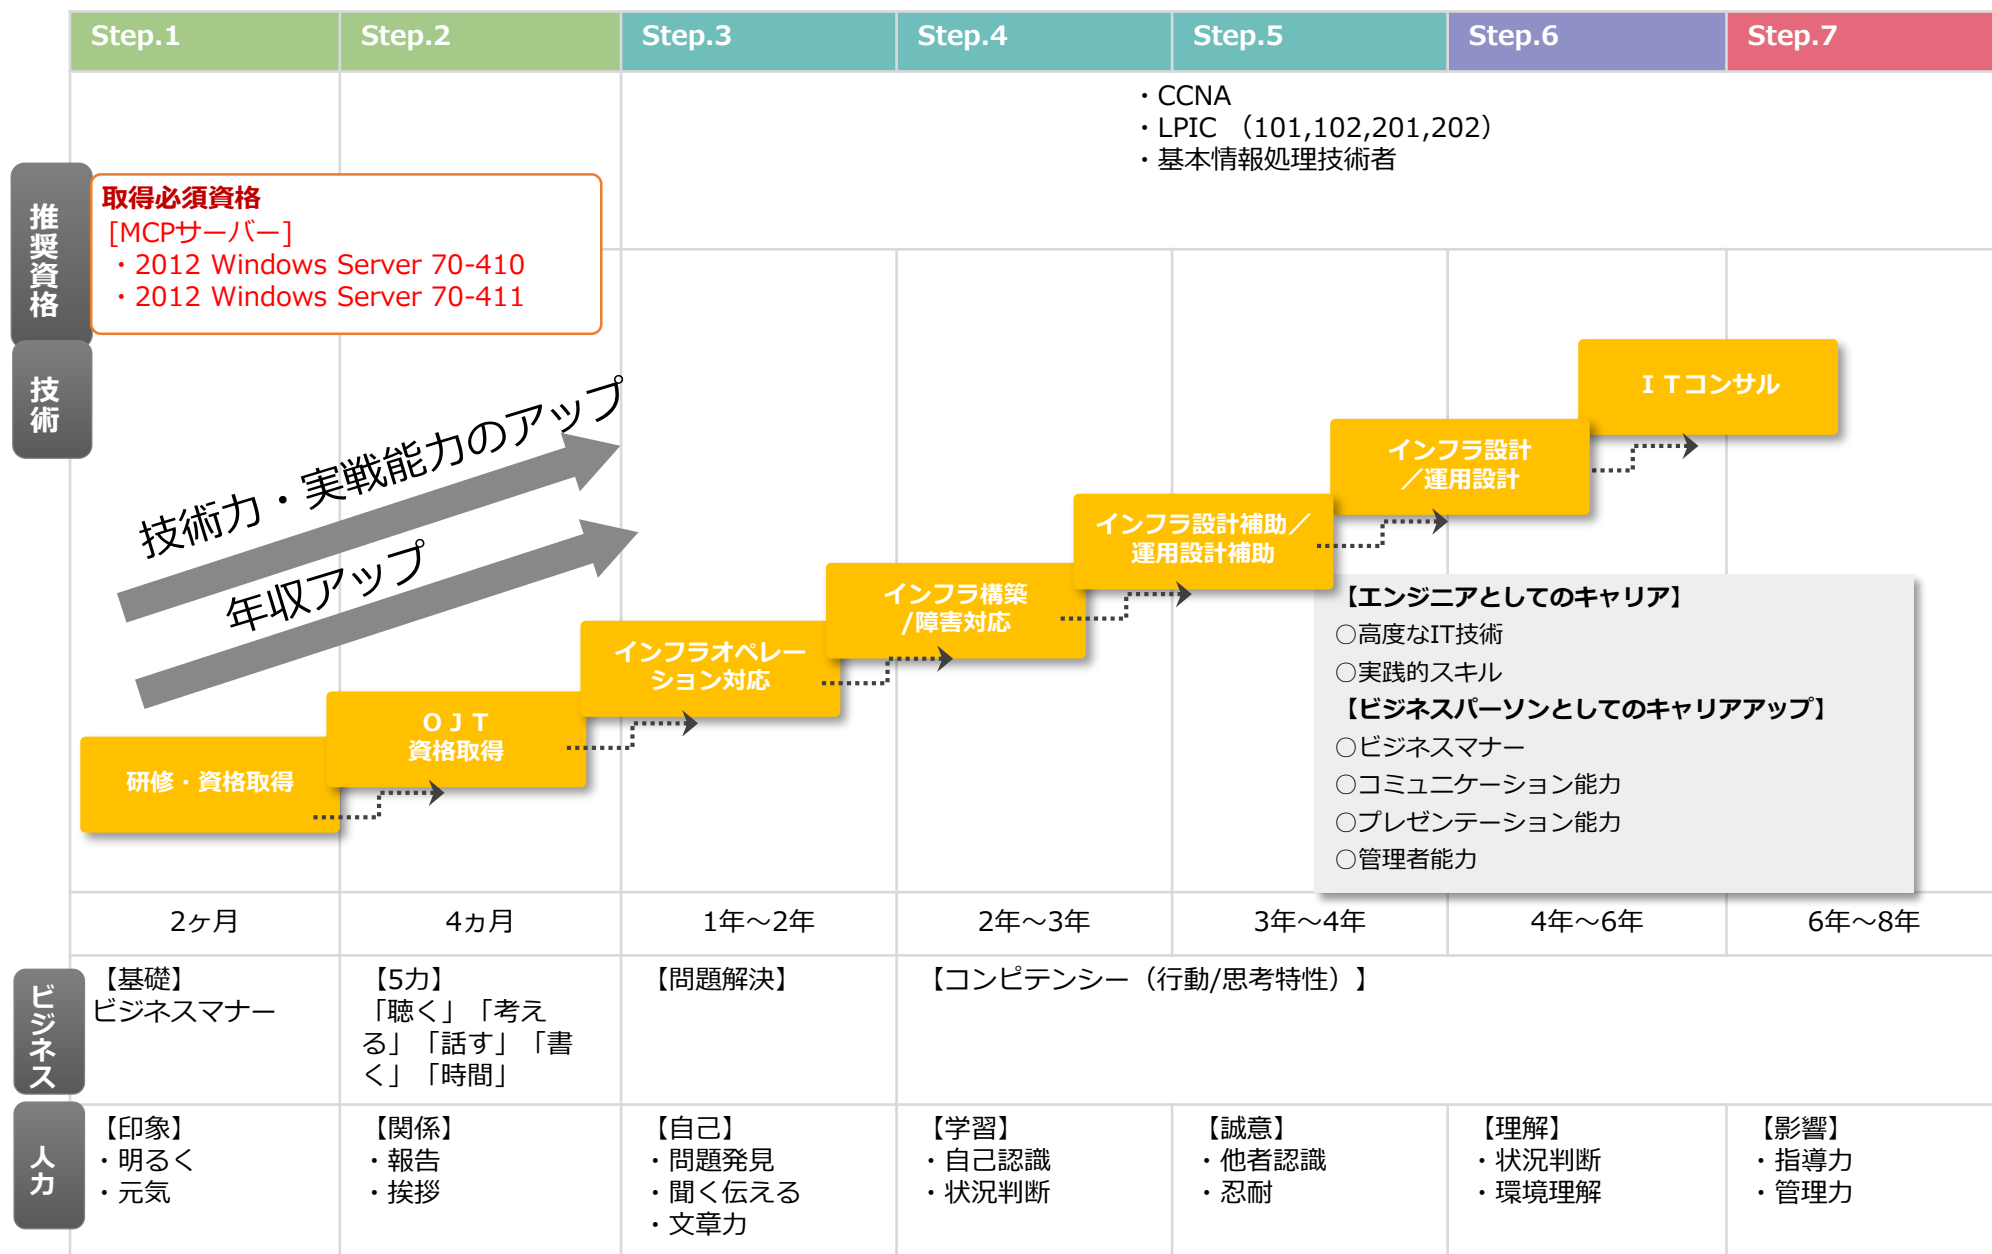 Step.1
Step.2
Step.3
Step.4
Step.5
Step.6
Step.7
・CCNA
・LPIC （101,102,201,202）
・基本情報処理技術者
推奨資格
取得必須資格
[MCPサーバー]
・2012 Windows Server 70-410
・2012 Windows Server 70-411
技術
技術力・実戦能力のアップ
年収アップ
研修・資格取得
ＯＪＴ
資格取得
インフラオペレー
ション対応
インフラ構築
/障害対応
インフラ設計補助／
運用設計補助
インフラ設計
／運用設計
ＩＴコンサル
【エンジニアとしてのキャリア】
○高度なIT技術
○実践的スキル
【ビジネスパーソンとしてのキャリアアップ】
○ビジネスマナー
○コミュニケーション能力
○プレゼンテーション能力
○管理者能力
2ヶ月
4ヵ月
1年～2年
2年～3年
3年～4年
4年～6年
6年～8年
ビジネス
【基礎】
ビジネスマナー
【5力】
「聴く」「考え
る」「話す」「書
く」「時間」
【問題解決】
【コンピテンシー（行動/思考特性）】
人力
【印象】
・明るく
・元気
【関係】
・報告
・挨拶
【自己】
・問題発見
・聞く伝える
・文章力
【学習】
・自己認識
・状況判断
【誠意】
・他者認識
・忍耐
【理解】
・状況判断
・環境理解
【影響】
・指導力
・管理力